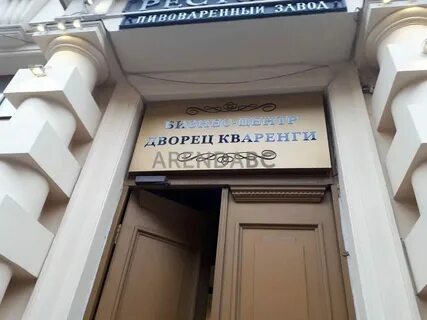 ПИВОВАРЕННЫЙ ЗАВОД
БИЗНЕС-ЦЕНТР
ДВОРЕЦ КВАРЕНГИ
ARENDABC